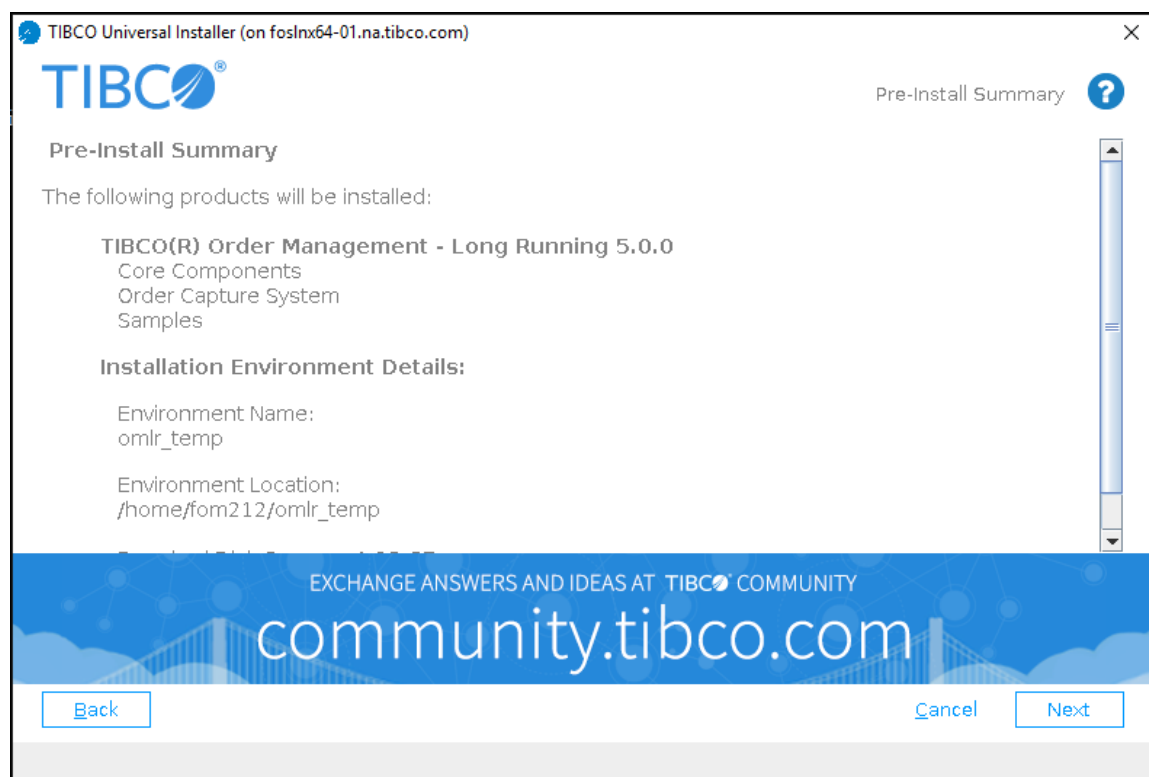 TIBCO Universal Installer (on foslnx64-01.na.tibco.com)
TIBCO®
Pre-Install Summary
?
Pre-Install Summary
The following products will be installed:
TIBCO(R) Order Management - Long Running 5.0.0
Core Components
Order Capture System
Samples
Installation Environment Details:
Environment Name:
omlr_temp
Environment Location:
/home/fom212/omlr_temp
EXCHANGE ANSWERS AND IDEAS AT TIBCO COMMUNITY
community.tibco.com
Back
Cancel
Next